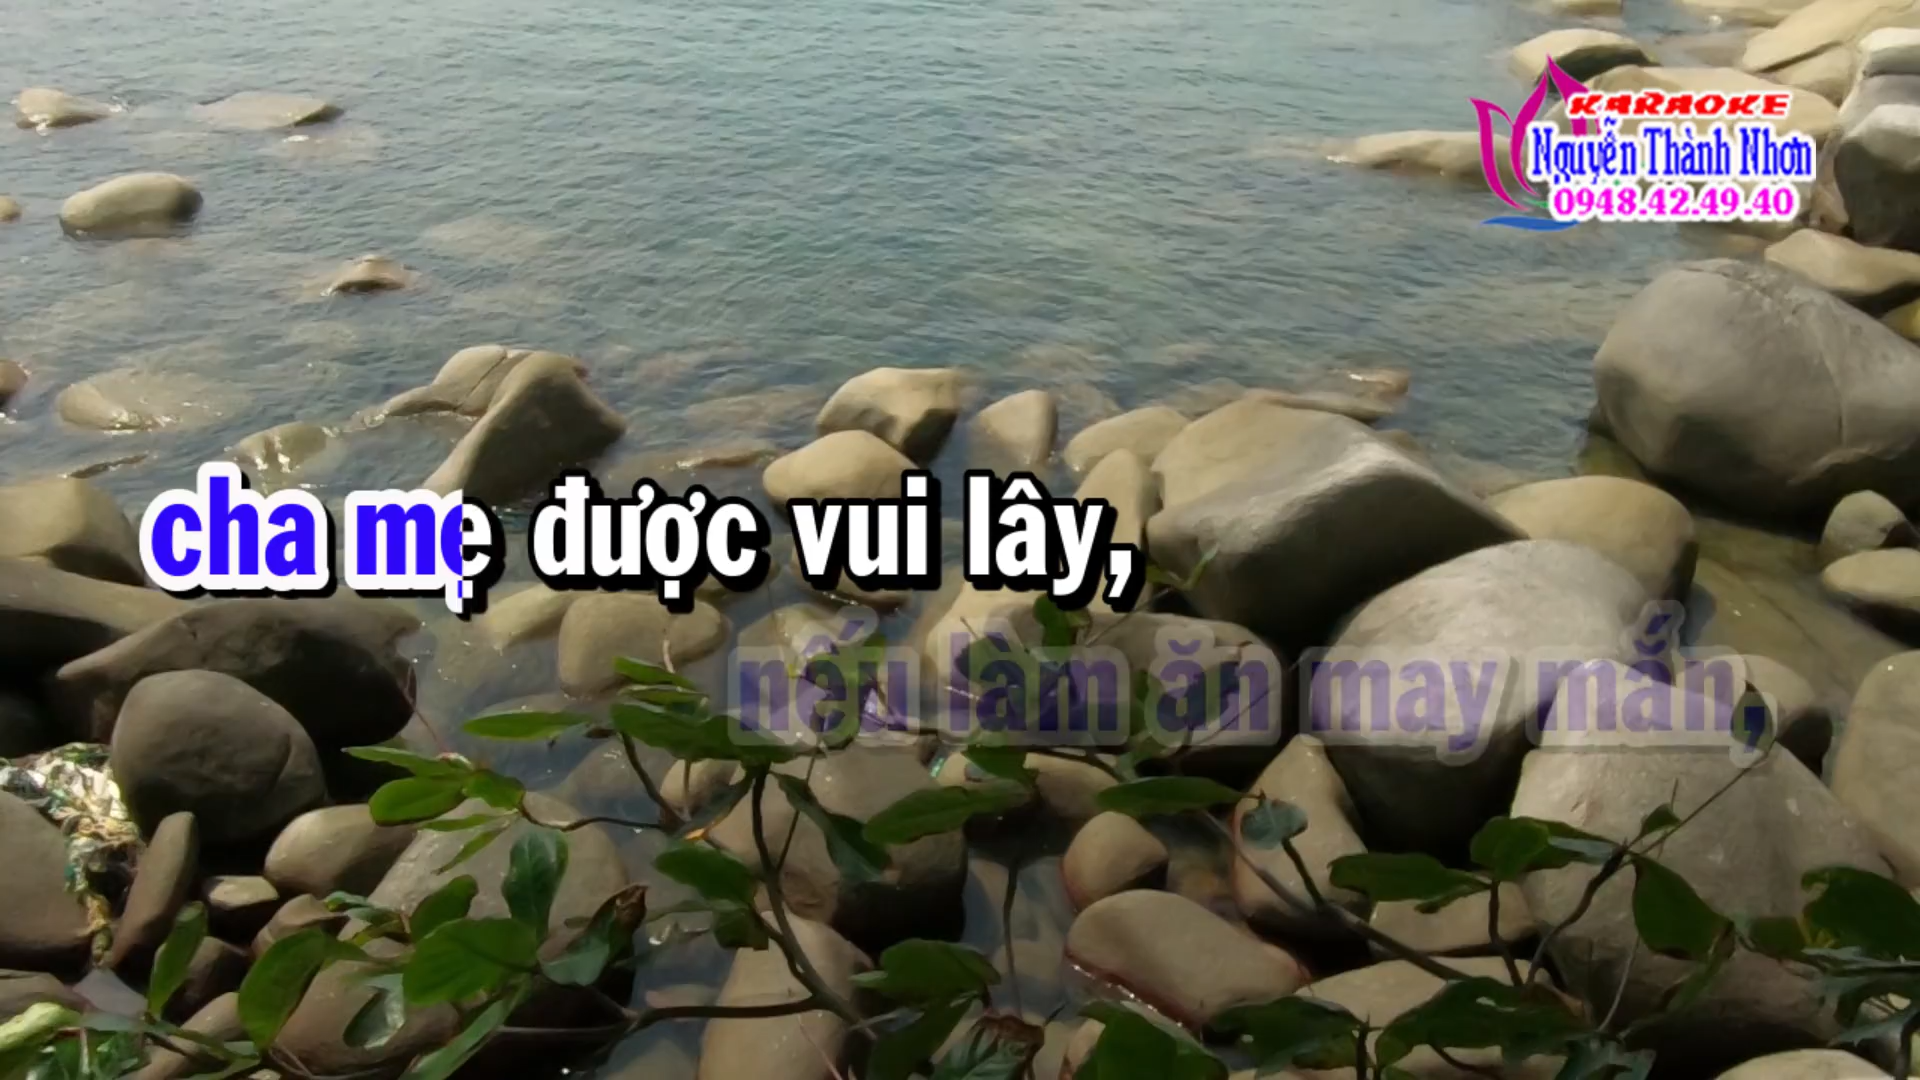 KARAOKE
Nguyễn Thành Nhơn
0948.42.49.40
cha mẹ được vui lây,
nếu làm ăn may mắn,